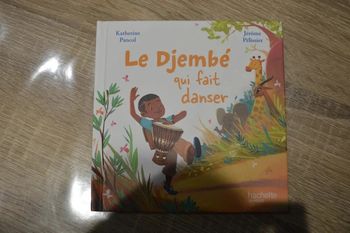 Katherine
Pancol
Jérôme
Pélissier
Le Djembé
qui fait
danser
hachette